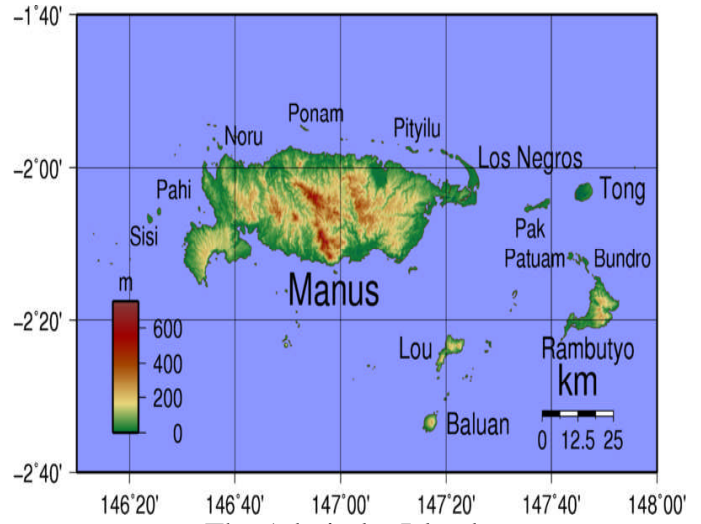 −1˚40'
Ponam
Pityilu
Noru
Los Negros
−2˚00'
Pahi
Tong
Sisi
Pak
Patuam
Bundro
m
Manus
−2˚20'
600
400
200
0
Lou
Rambutyo
km
Baluan
0 12.5 25
−2˚40'
146˚20' 146˚40' 147˚00' 147˚20' 147˚40' 148˚00'